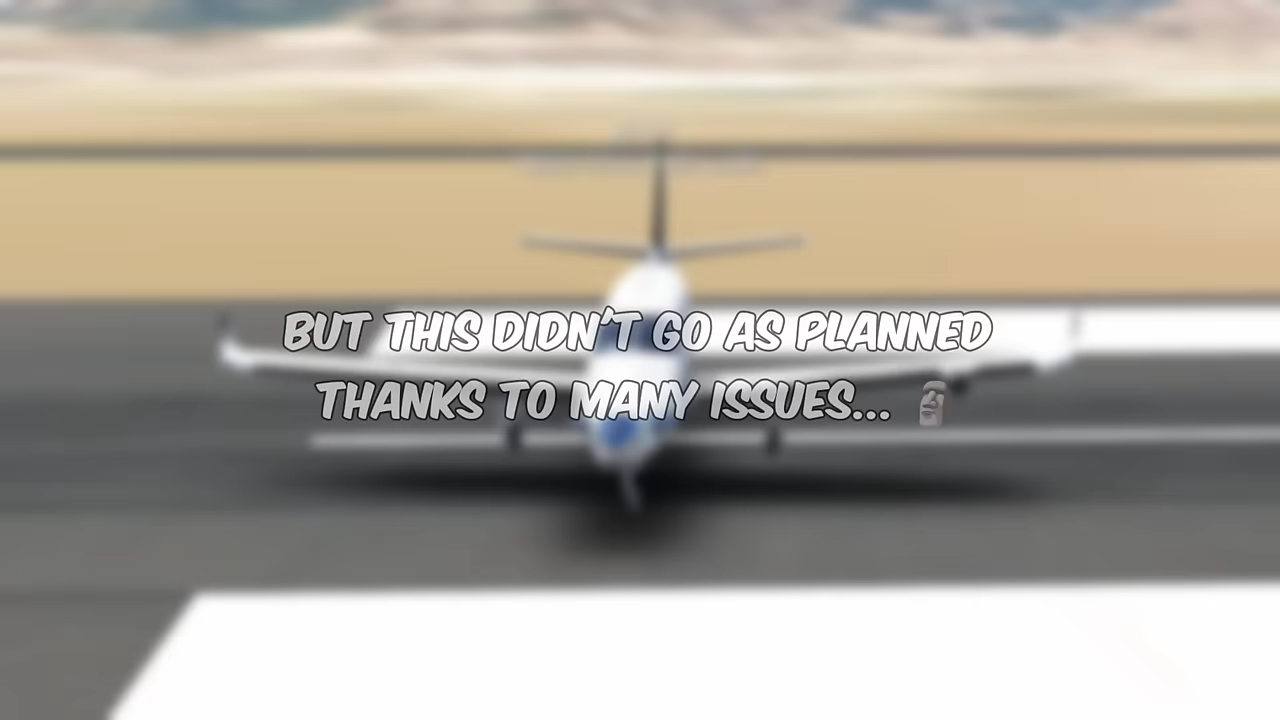 BUT THIS DIDN'T GO AS PLANNED
THANKS TO MANY ISSUES... 🗿